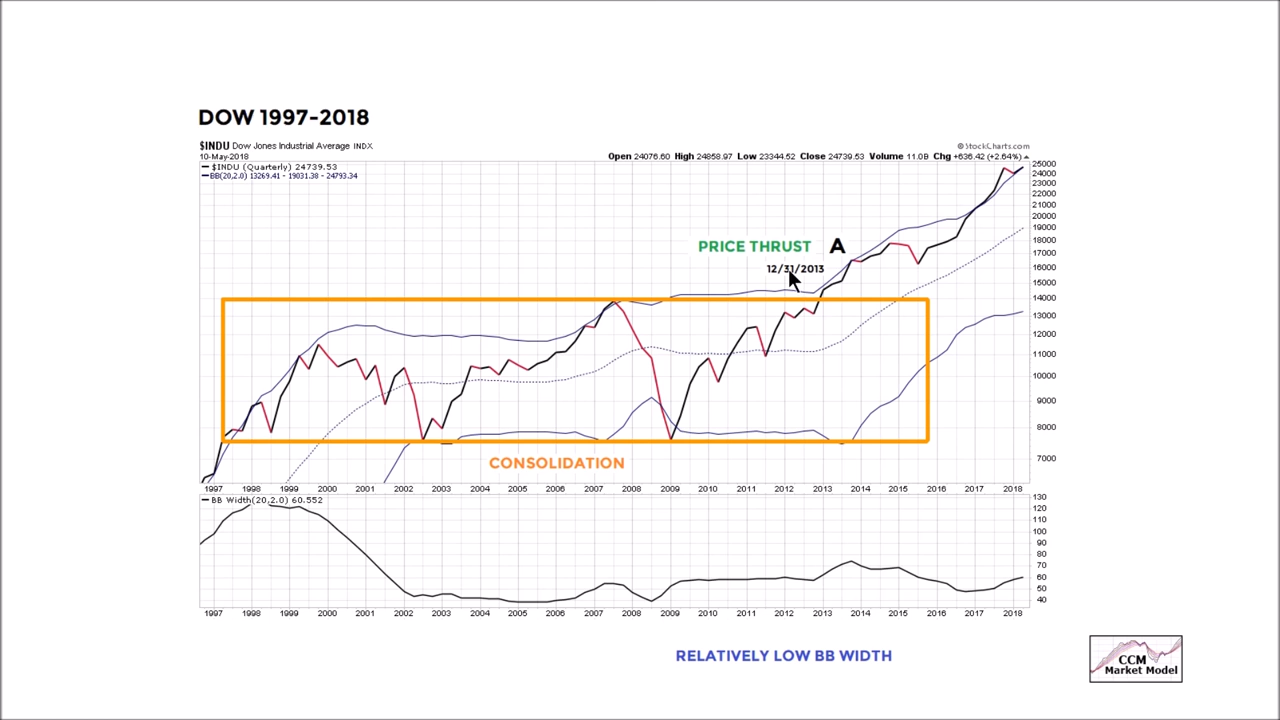 DOW 1997-2018
$INDU Dow Jones Industrial Average INDX
© StockCharts.com
10-May-2018
Open 24076.60 High 24858.97 Low 23344.52 Close 24739.53 Volume 11.0B Chg +636.42 (+2.64%)
$INDU (Quarterly) 24739.53
BB(20,2.0) 13269.41 - 19031.38 - 24793.34
25000
24000
23000
22000
21000
20000
19000
18000
17000
16000
15000
14000
13000
12000
11000
10000
9000
8000
7000
PRICE THRUST
A
12/31/2013
CONSOLIDATION
1997 1998 1999 2000 2001 2002 2003 2004 2005 2006 2007 2008 2009 2010 2011 2012 2013 2014 2015 2016 2017 2018
BB Width(20,2.0) 60.552
130
120
110
100
90
80
70
60
50
40
1997 1998 1999 2000 2001 2002 2003 2004 2005 2006 2007 2008 2009 2010 2011 2012 2013 2014 2015 2016 2017 2018
RELATIVELY LOW BB WIDTH
CCM
Market Model